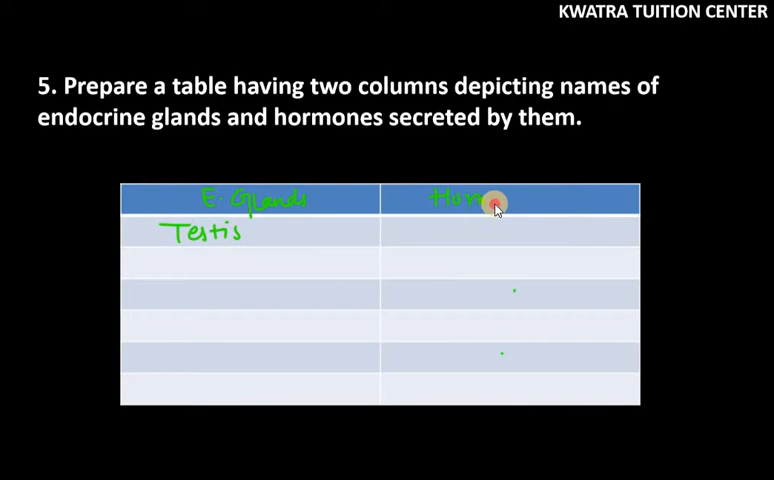 KWATRA TUITION CENTER
5. Prepare a table having two columns depicting names of
endocrine glands and hormones secreted by them.
E. Glands Horm
Testis